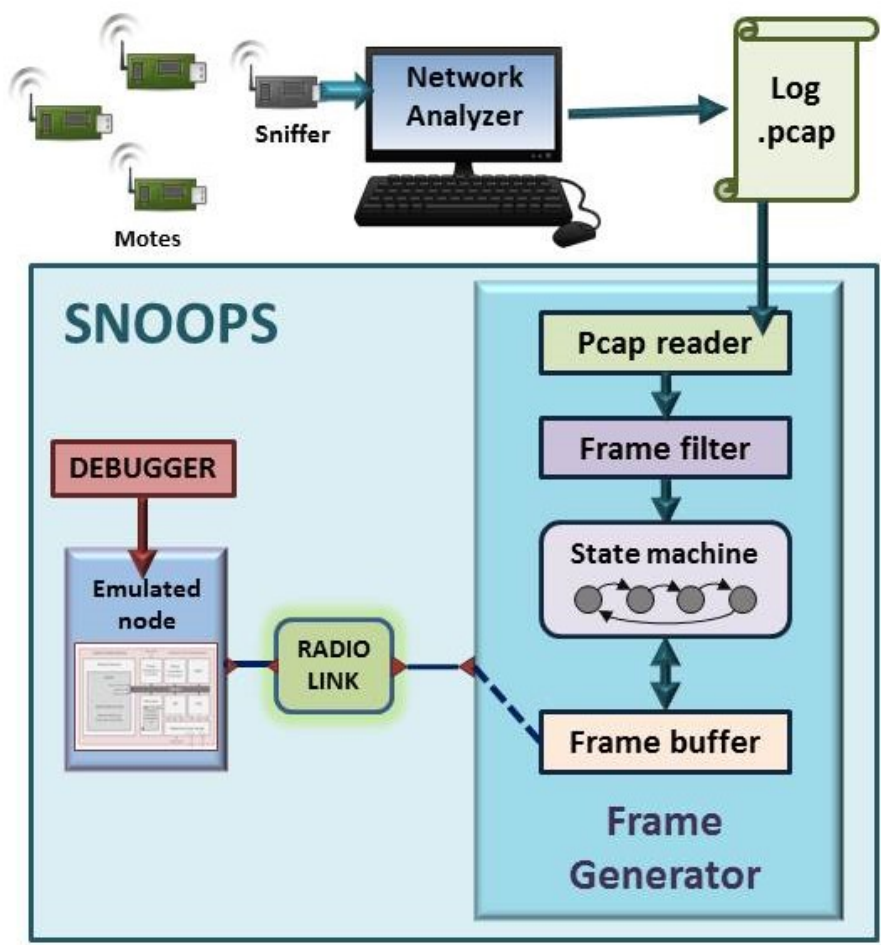 Network
Analyzer
Log
.pcap
Sniffer
Motes
SNOOPS
Pcap reader
Frame filter
DEBUGGER
State machine
Emulated
node
RADIO
LINK
Frame buffer
Frame
Generator